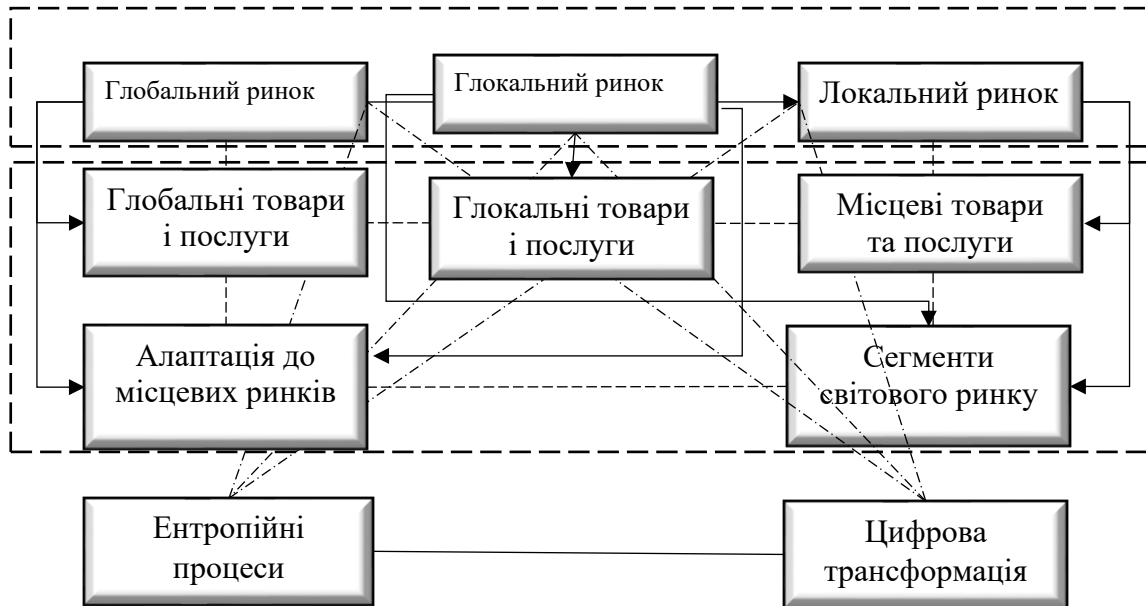 Глобальний ринок
Глокальний ринок
Локальний ринок
Глобальні товари
і послуги
Глокальні товари
і послуги
Місцеві товари
та послуги
Алаптація до
місцевих ринків
Сегменти
світового ринку
Ентропійні
процеси
Цифрова
трансформація